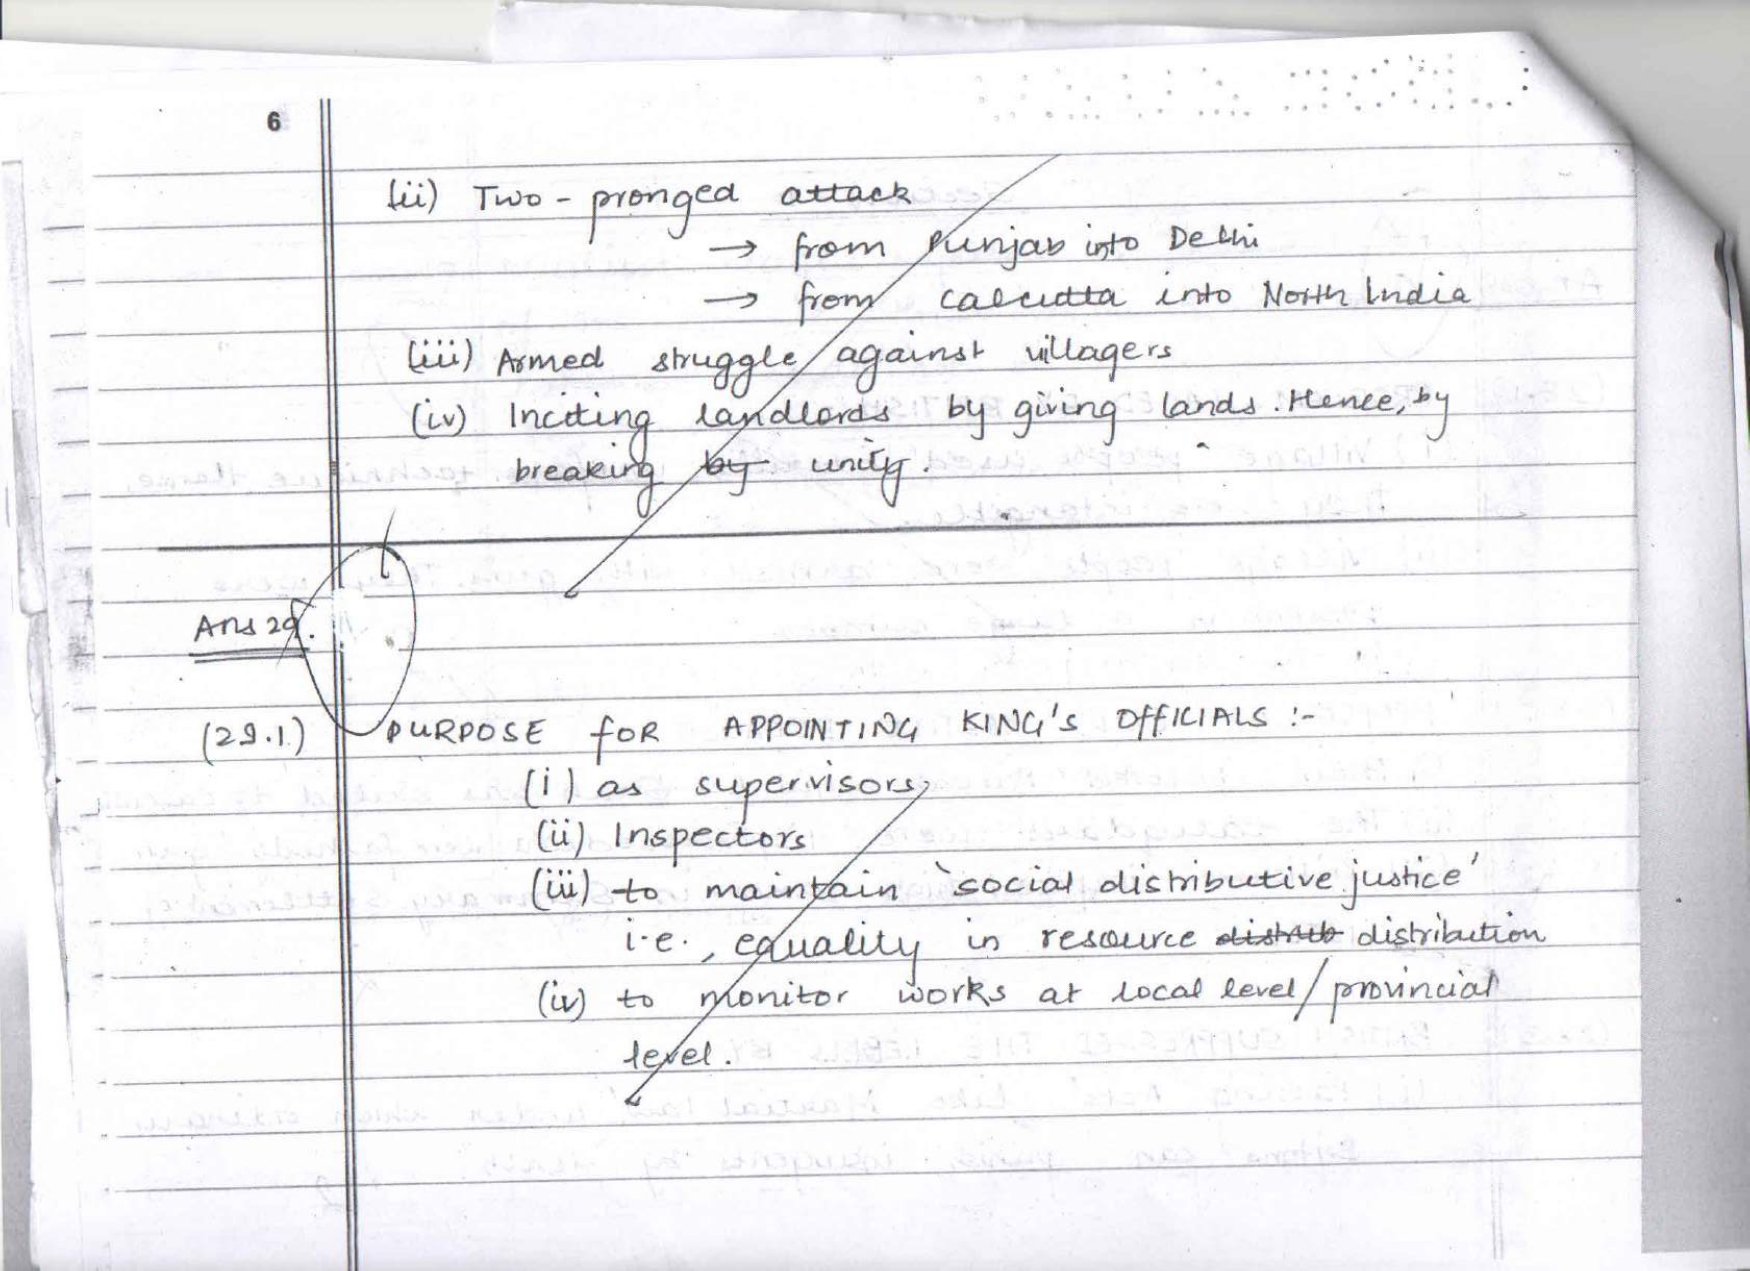 6
(ii) Two-pronged attack
→ from Punjab into Delhi
→ from Calcutta into North India
(iii) Armed struggle against villagers
(iv) Inciting landlords by giving lands. Hence, by
breaking by unity.
Ans 29.
(29.1) PURPOSE FOR APPOINTING KING'S OFFICIALS :-
(i) as supervisors
(ii) Inspectors
(iii) to maintain 'social distributive justice'
i.e., equality in resource distrib distribution
(iv) to monitor works at local level/provincial
level.